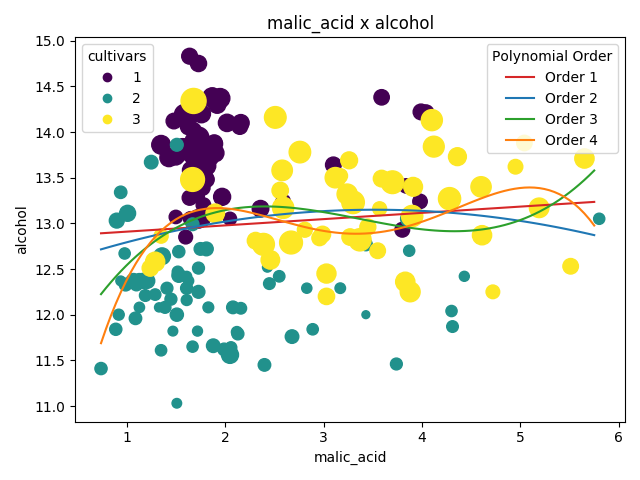 malic_acid x alcohol
cultivars
1
2
3
Polynomial Order
Order 1
Order 2
Order 3
Order 4
15.0
14.5
14.0
13.5
13.0
12.5
12.0
11.5
11.0
alcohol
1 2 3 4 5 6
malic_acid